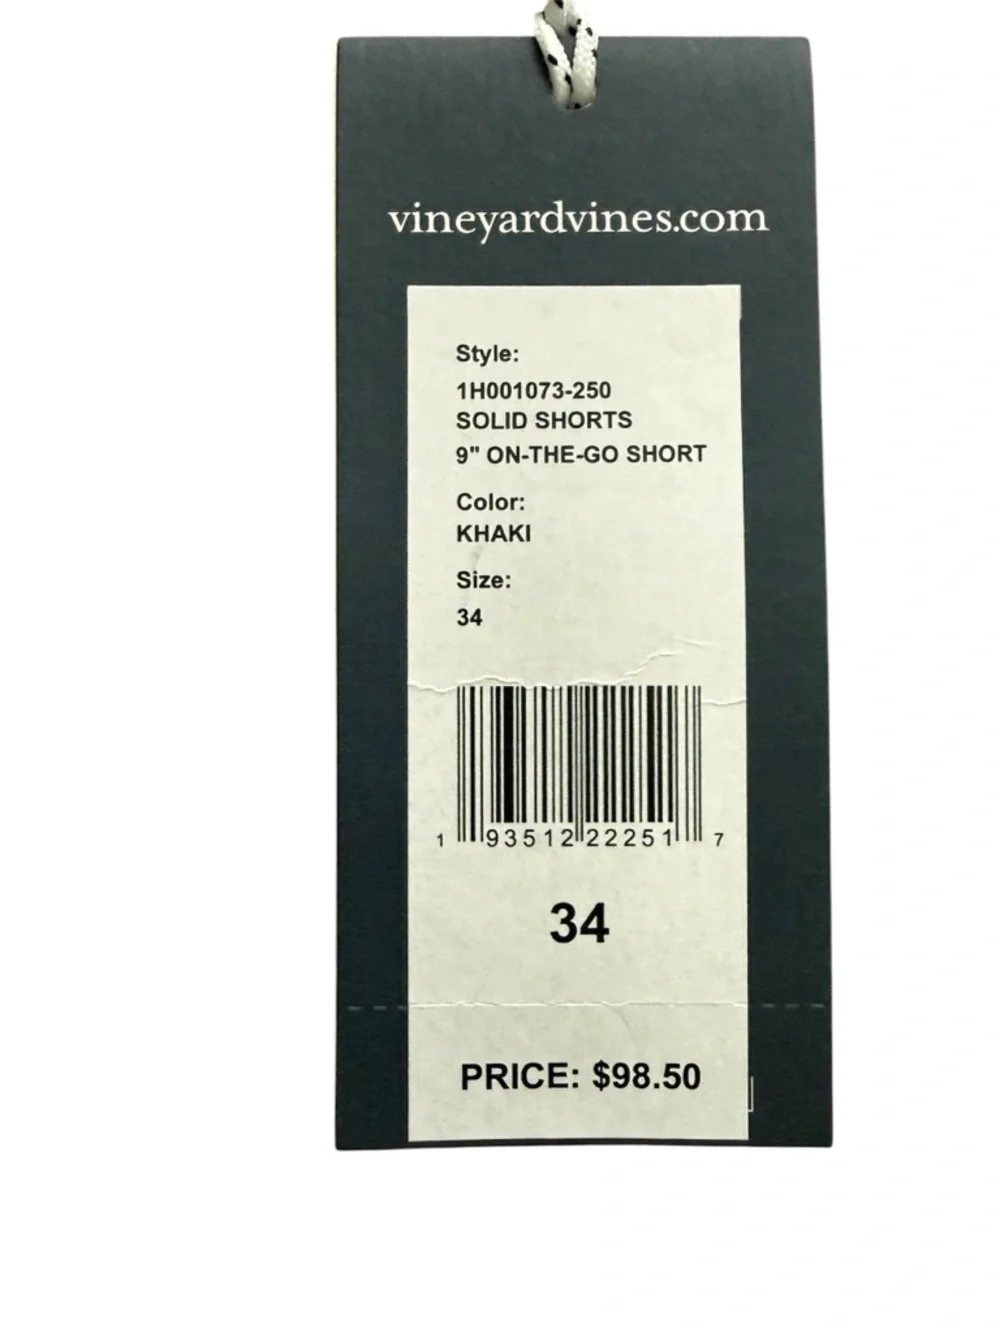 vineyardvines.com
Style:
1H001073-250
SOLID SHORTS
9" ON-THE-GO SHORT
Color:
KHAKI
Size:
34
1 93512 22251 7
34
PRICE: $98.50